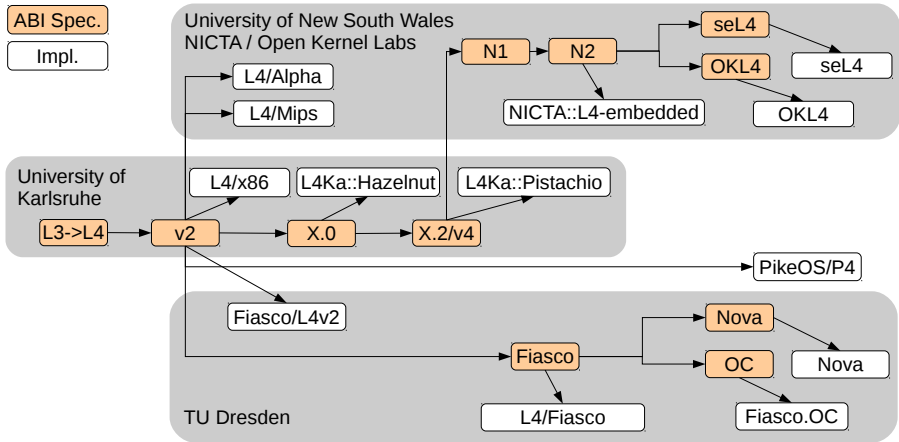 ABI Spec.
Impl.
University of New South Wales
NICTA / Open Kernel Labs
L4/Alpha
L4/Mips
N1
N2
seL4
OKL4
seL4
OKL4
NICTA::L4-embedded
University of
Karlsruhe
L4/x86
L4Ka::Hazelnut
L4Ka::Pistachio
L3->L4
v2
X.0
X.2/v4
PikeOS/P4
Fiasco/L4v2
Nova
Fiasco
OC
Nova
L4/Fiasco
Fiasco.OC
TU Dresden